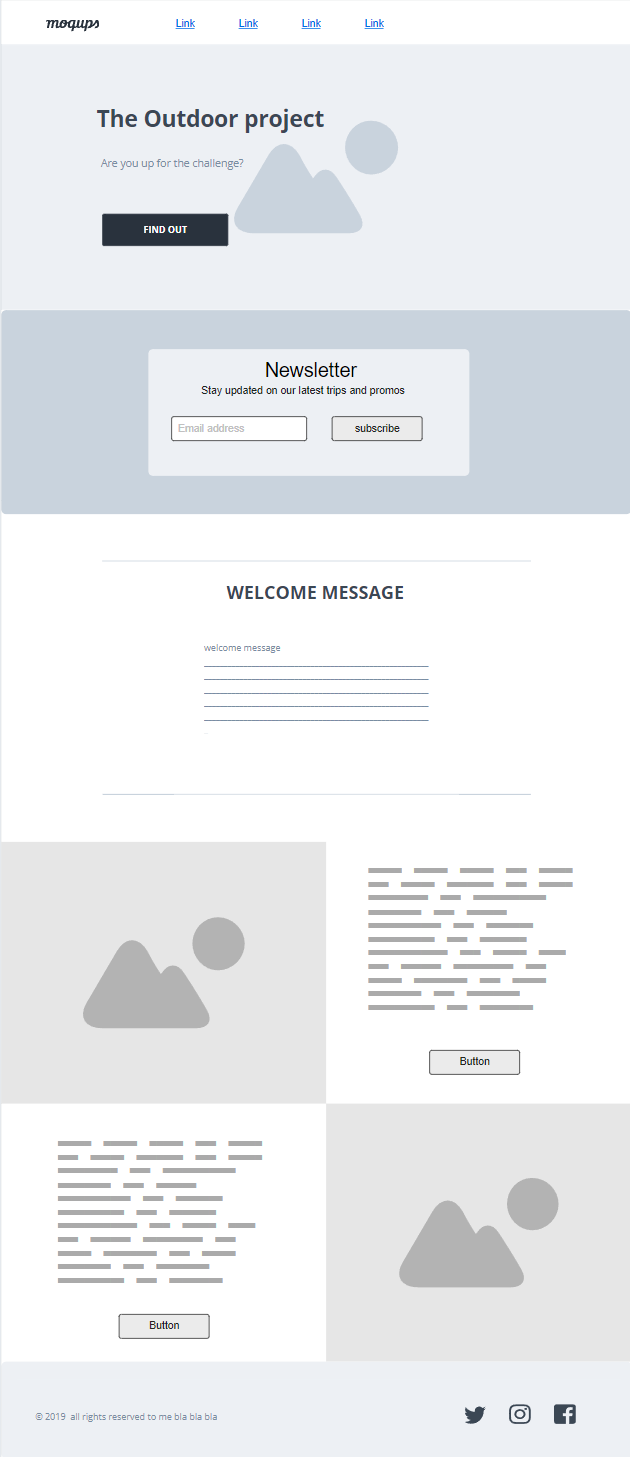 moqups
Link Link Link Link
The Outdoor project
Are you up for the challenge?
FIND OUT
Newsletter
Stay updated on our latest trips and promos
Email address subscribe
WELCOME MESSAGE
welcome message
Button
Button
© 2019 all rights reserved to me bla bla bla